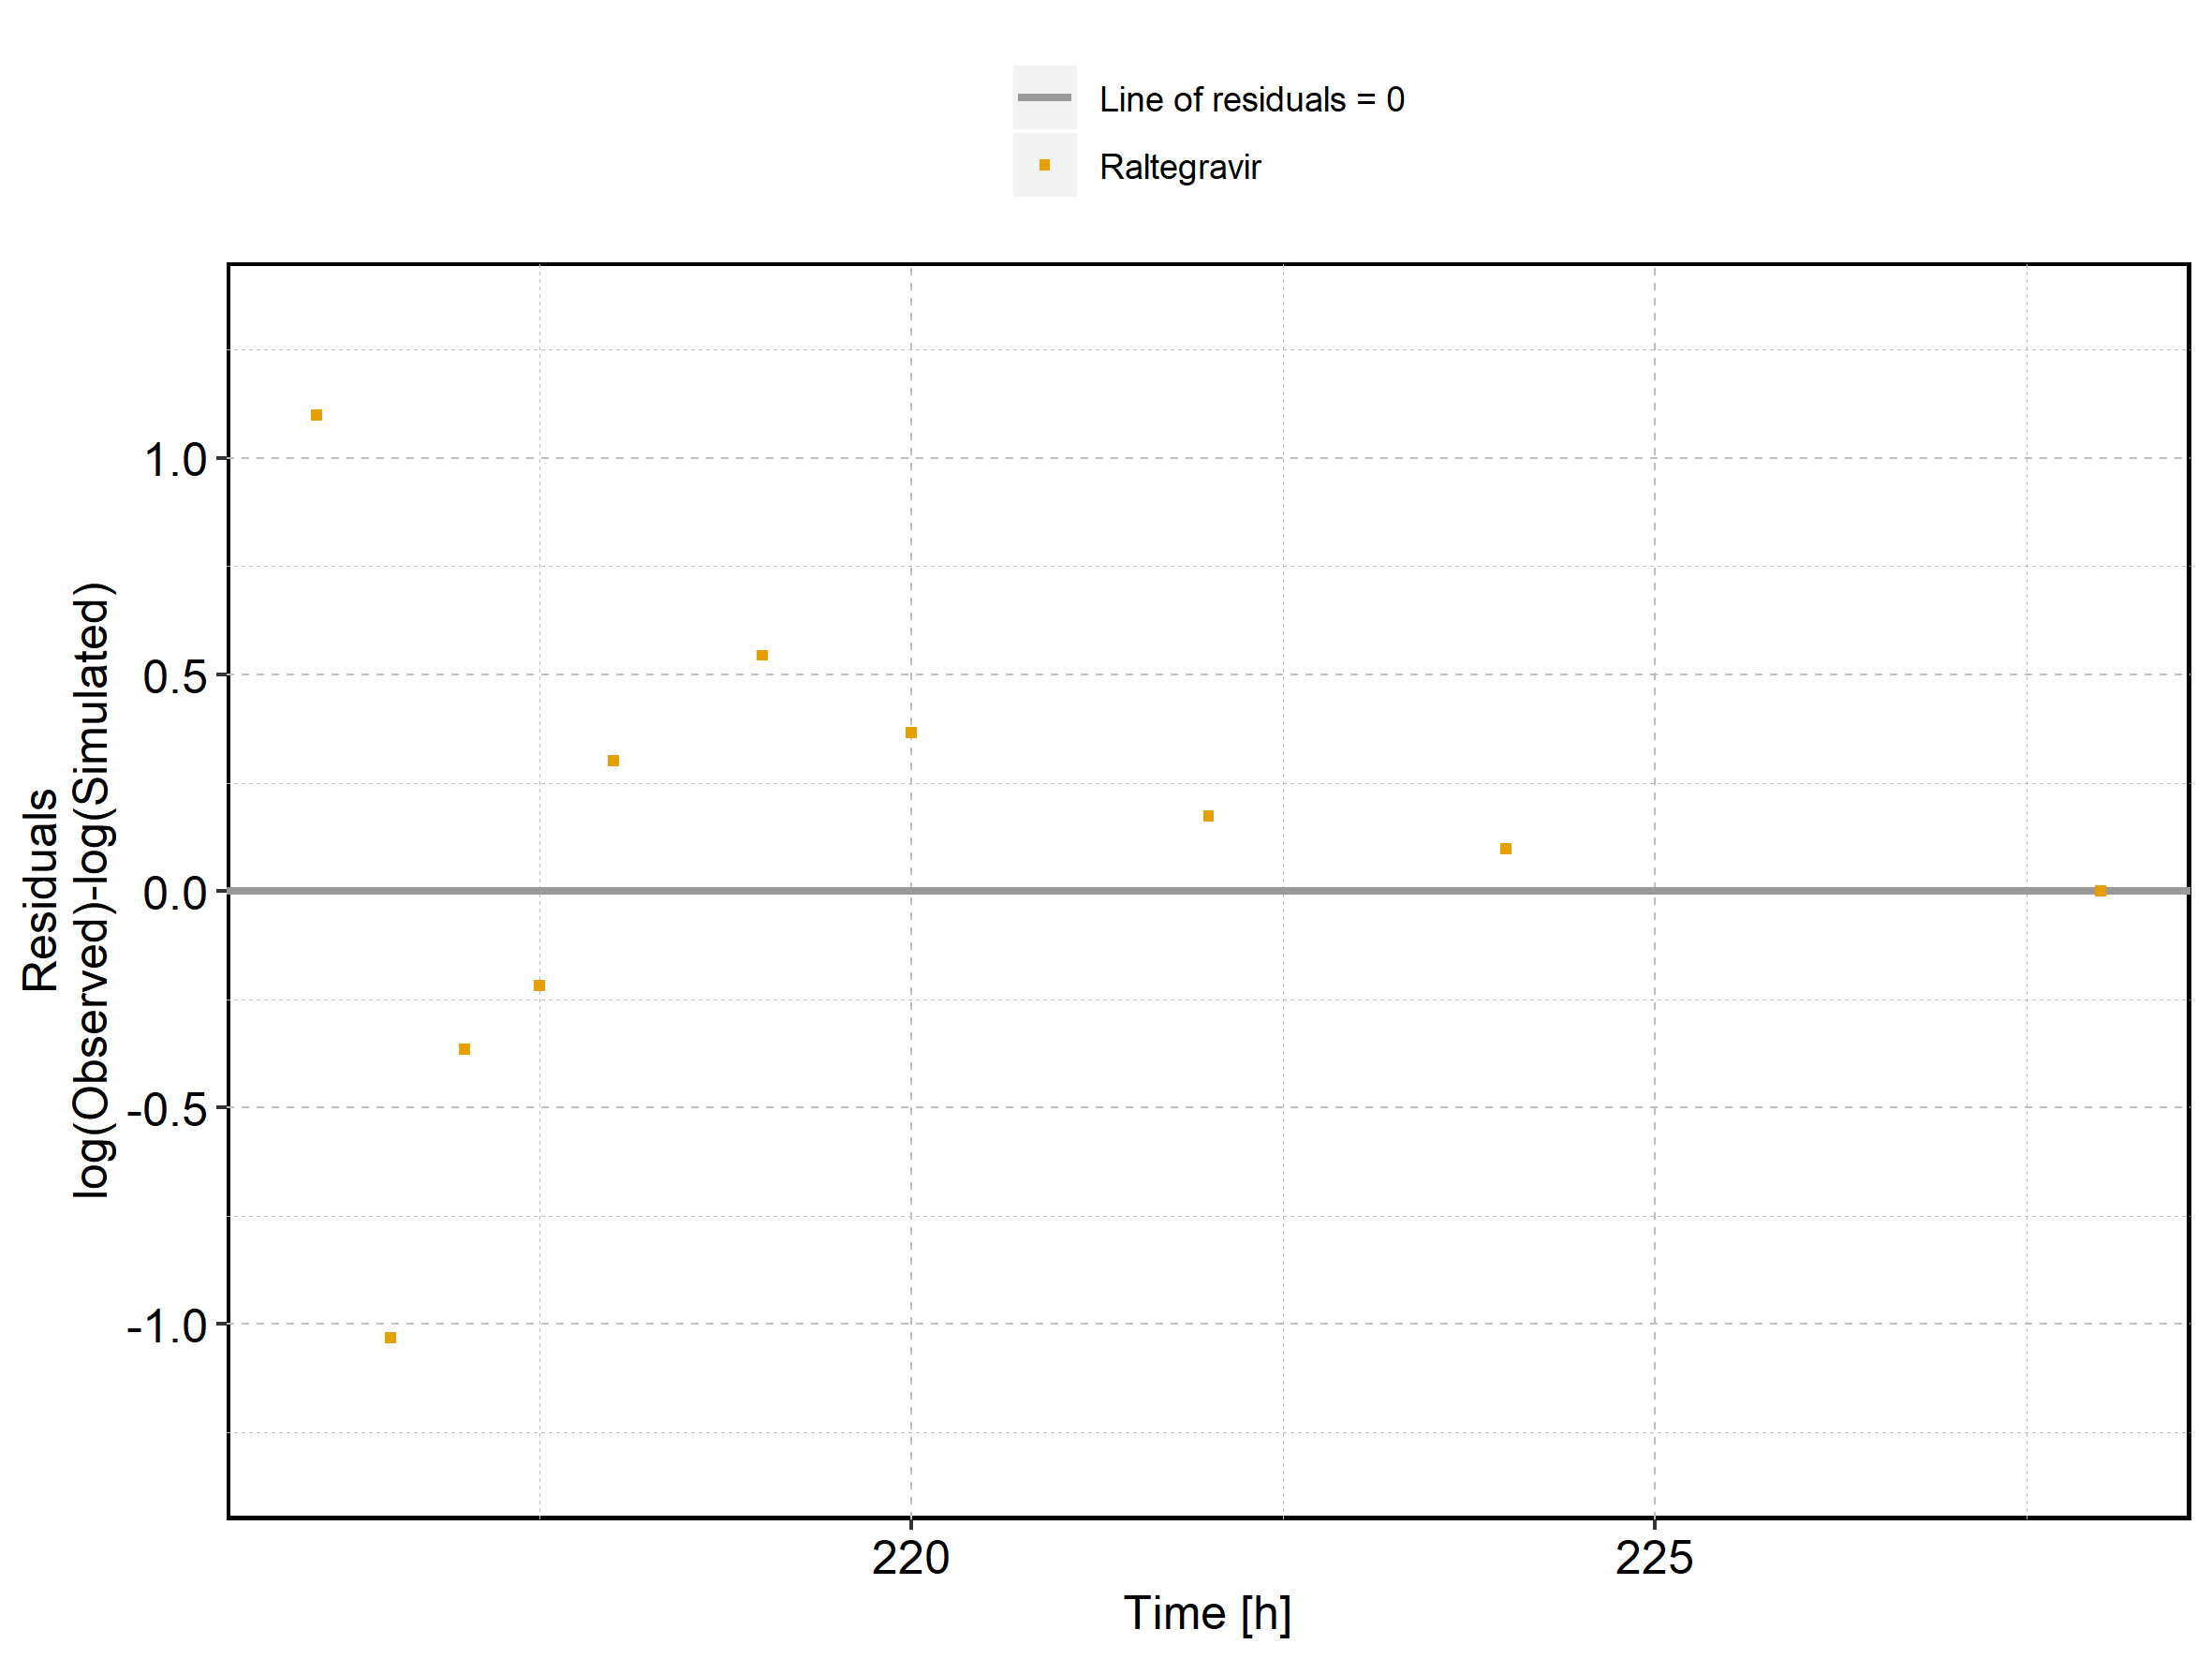 Line of residuals = 0
Raltegravir
Residuals
log(Observed)-log(Simulated)
1.0
0.5
0.0
-0.5
-1.0
220
225
Time [h]